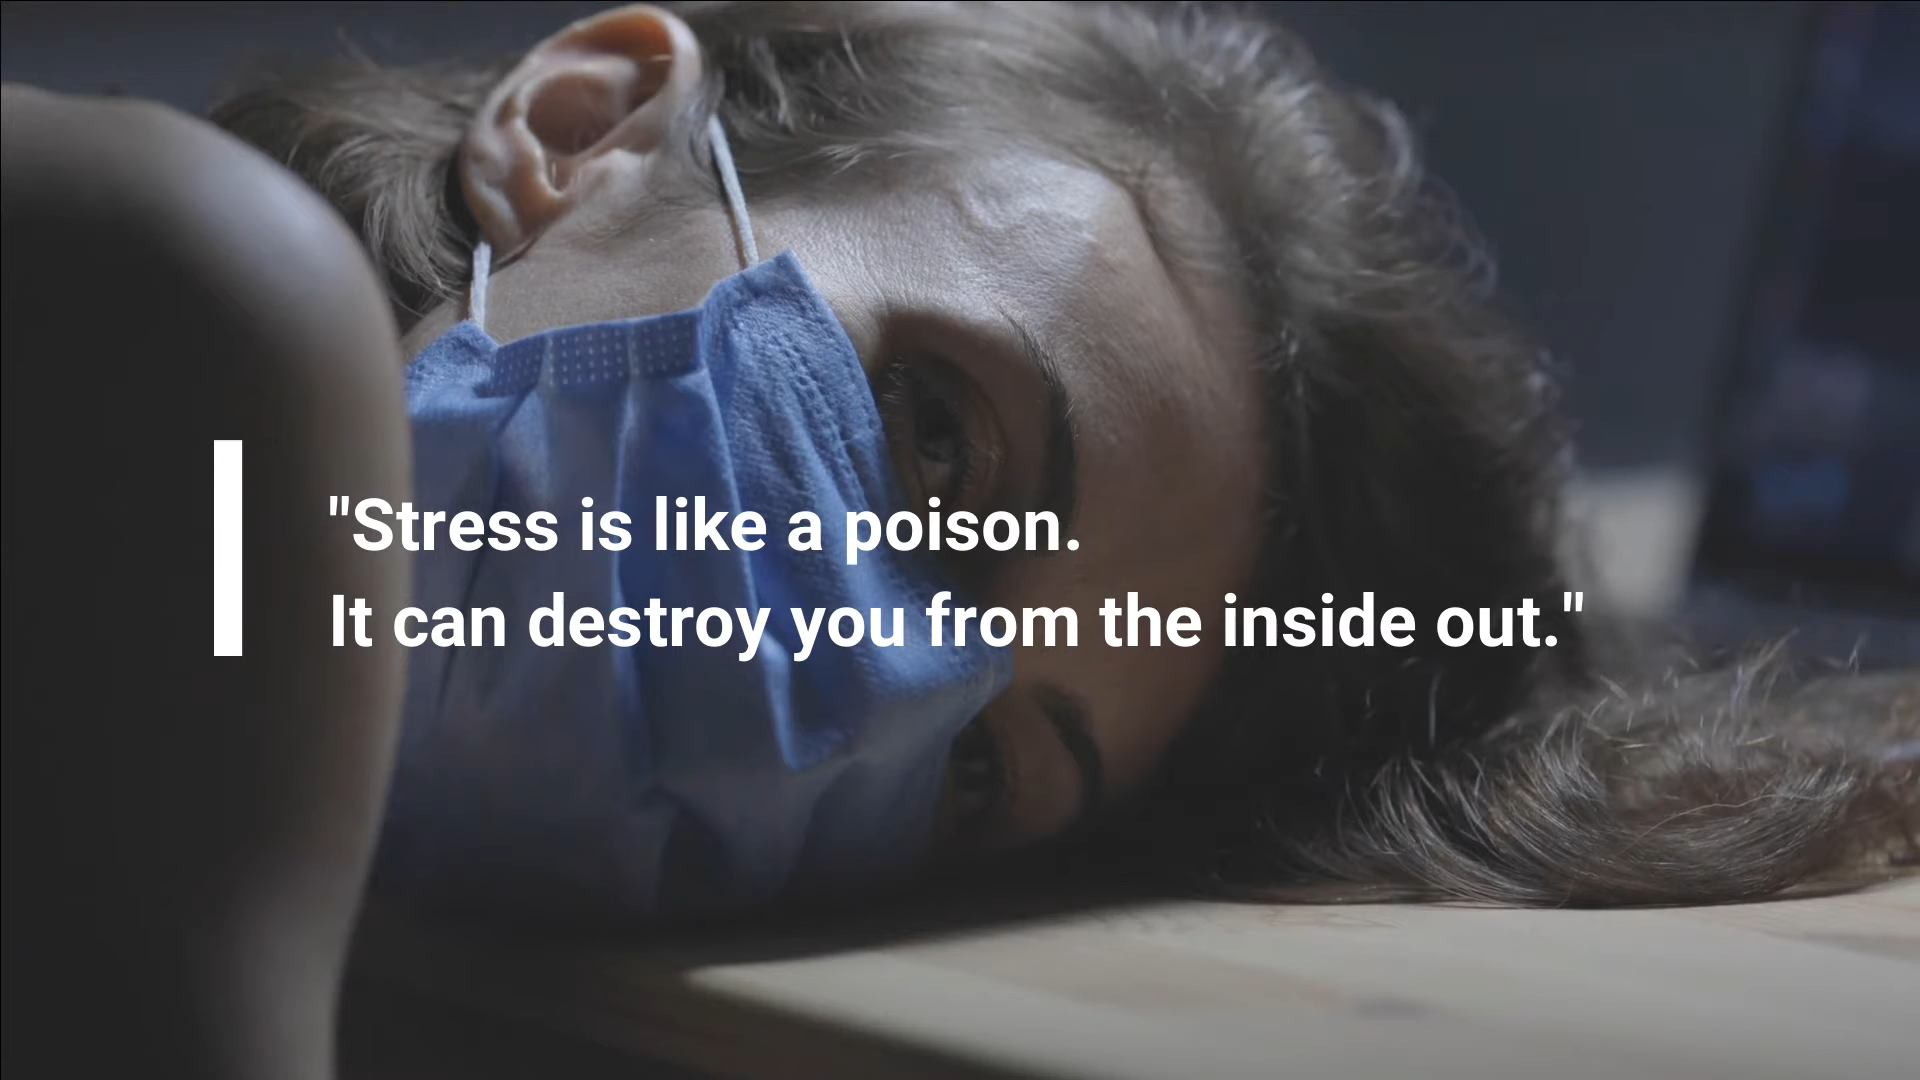 "Stress is like a poison.
It can destroy you from the inside out."